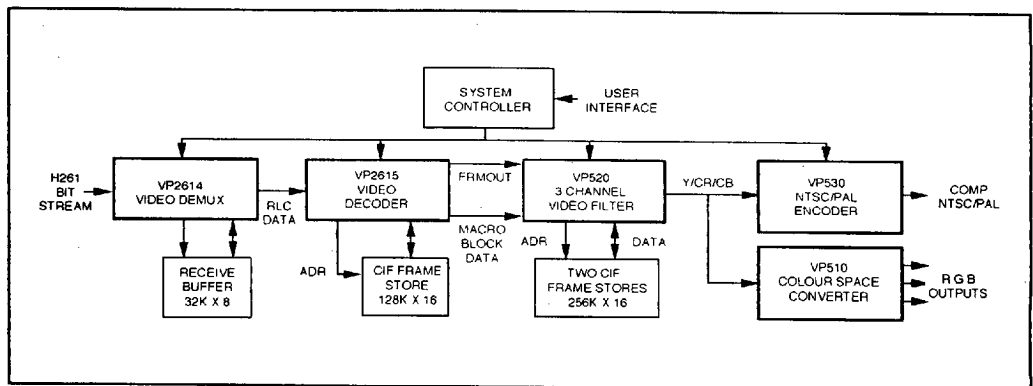 SYSTEM
CONTROLLER
USER
INTERFACE
H261
BIT
STREAM
VP2614
VIDEO DEMUX
RLC
DATA
VP2615
VIDEO
DECODER
FRMOUT
MACRO
BLOCK
DATA
VP520
3 CHANNEL
VIDEO FILTER
Y/CR/CB
VP530
NTSC/PAL
ENCODER
COMP
NTSC/PAL
RECEIVE
BUFFER
32K X 8
ADR
CIF FRAME
STORE
128K X 16
ADR
DATA
TWO CIF
FRAME STORES
256K X 16
VP510
COLOUR SPACE
CONVERTER
RGB
OUTPUTS